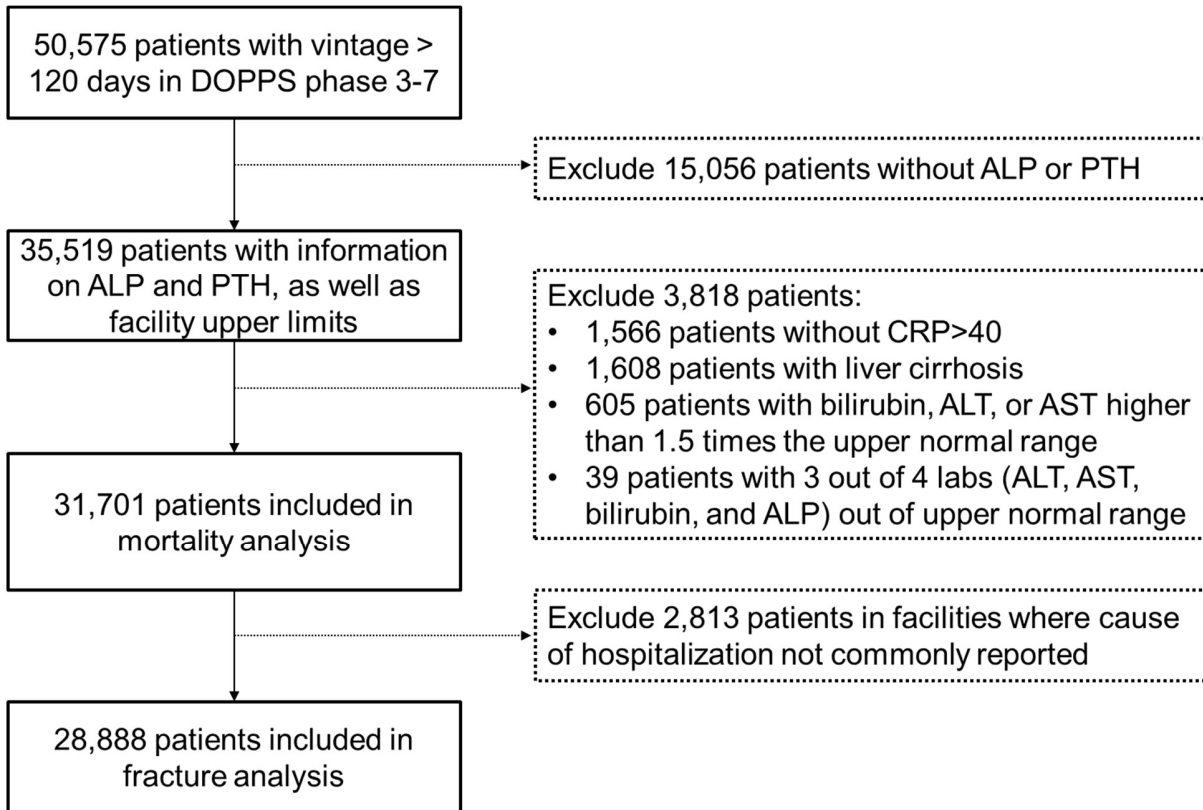 50,575 patients with vintage >
120 days in DOPPS phase 3-7
Exclude 15,056 patients without ALP or PTH
35,519 patients with information
on ALP and PTH, as well as
facility upper limits
Exclude 3,818 patients:
• 1,566 patients without CRP>40
• 1,608 patients with liver cirrhosis
• 605 patients with bilirubin, ALT, or AST higher
than 1.5 times the upper normal range
• 39 patients with 3 out of 4 labs (ALT, AST,
bilirubin, and ALP) out of upper normal range
31,701 patients included in
mortality analysis
Exclude 2,813 patients in facilities where cause
of hospitalization not commonly reported
28,888 patients included in
fracture analysis